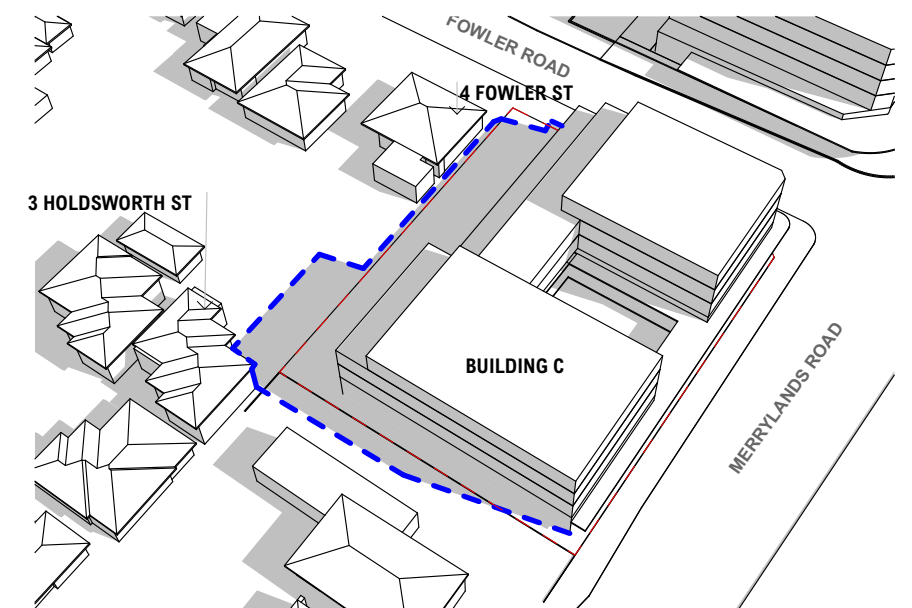 FOWLER ROAD
4 FOWLER ST
3 HOLDSWORTH ST
BUILDING C
MERRYLANDS ROAD